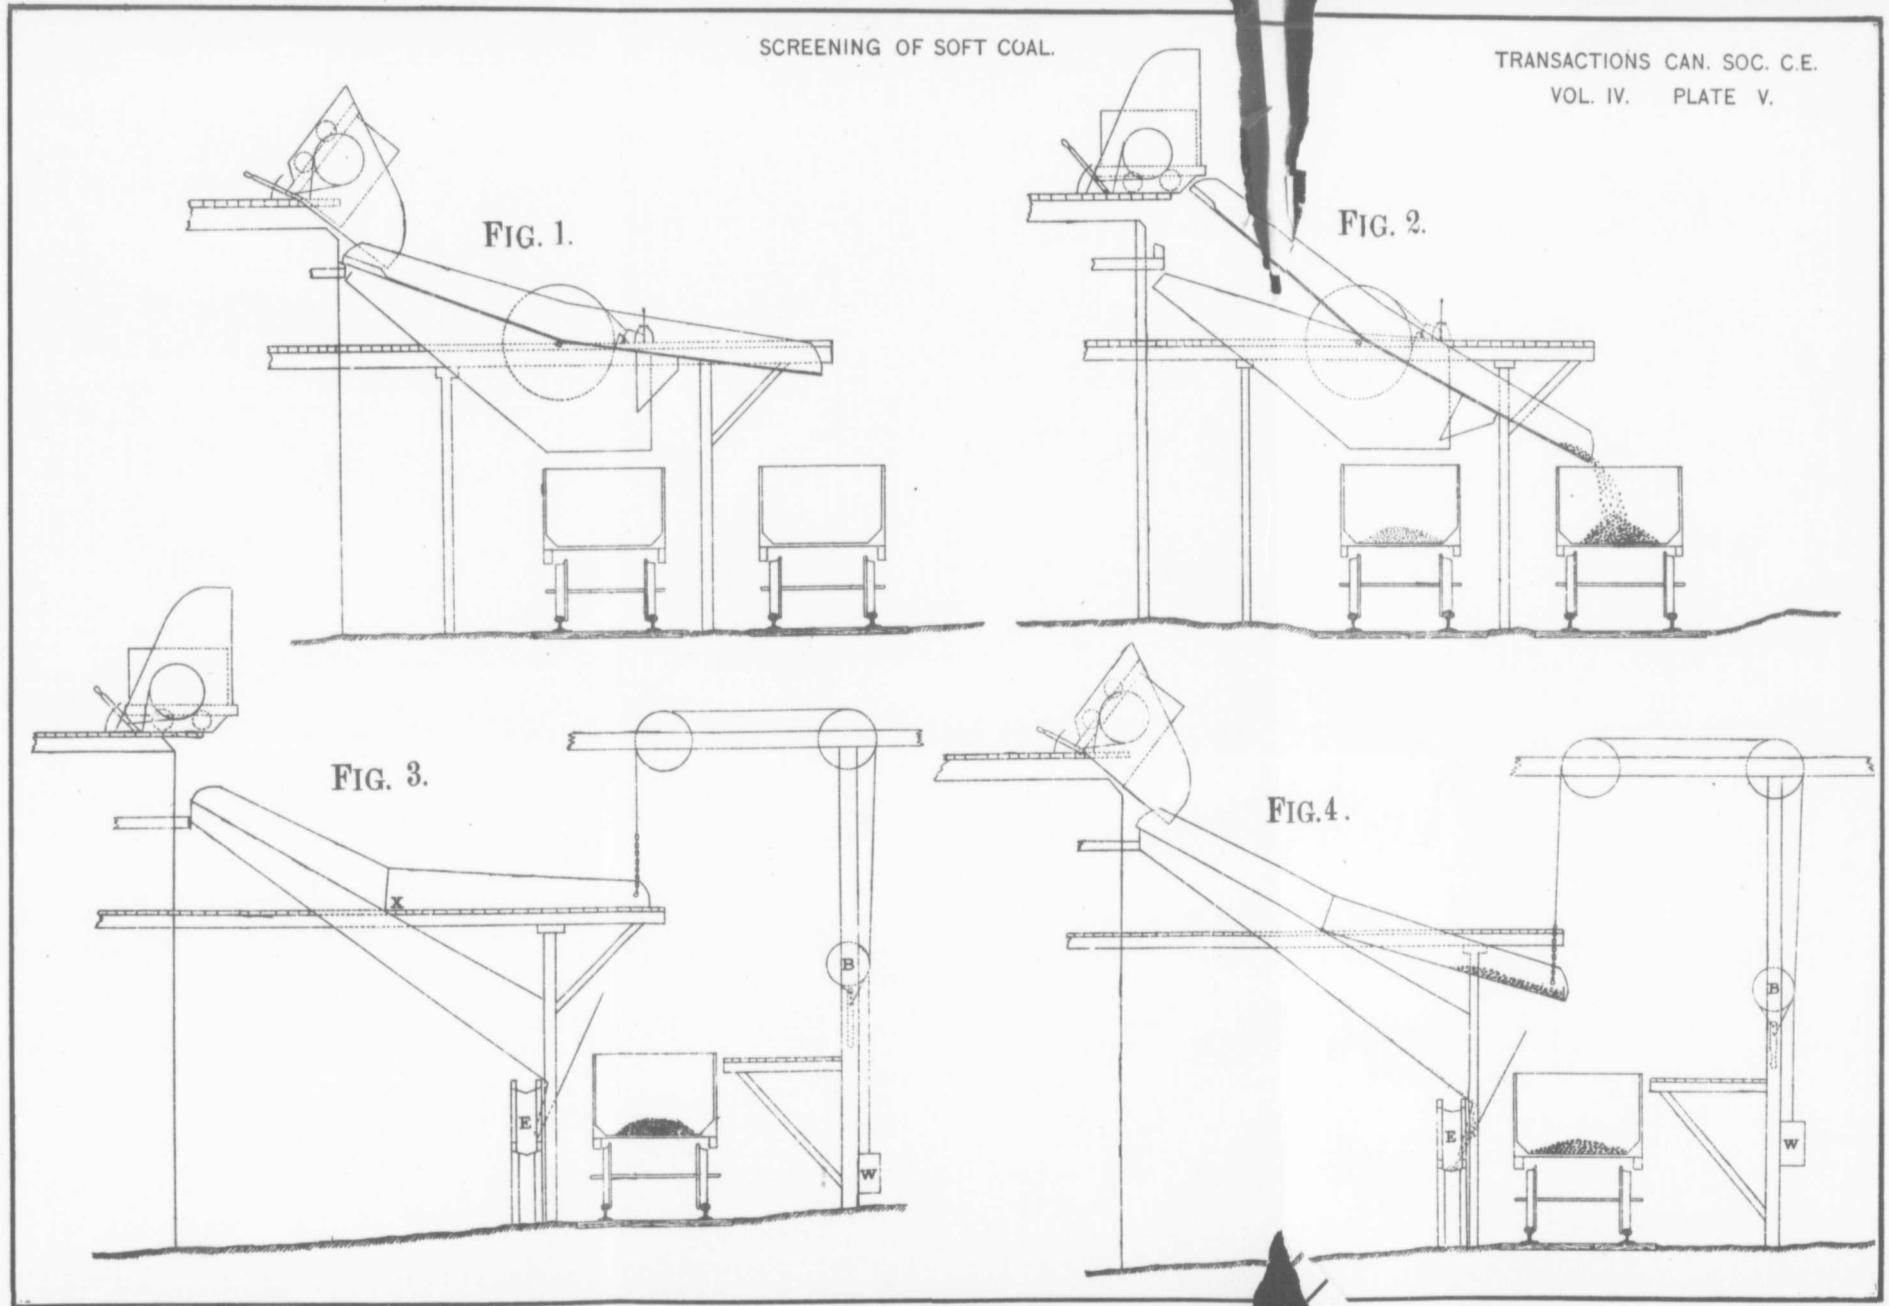 SCREENING OF SOFT COAL.
TRANSACTIONS CAN. SOC. C.E.
VOL. IV. PLATE V.
FIG. 1.
FIG. 2.
FIG. 3.
X
B
E
W
FIG. 4.
B
E
W